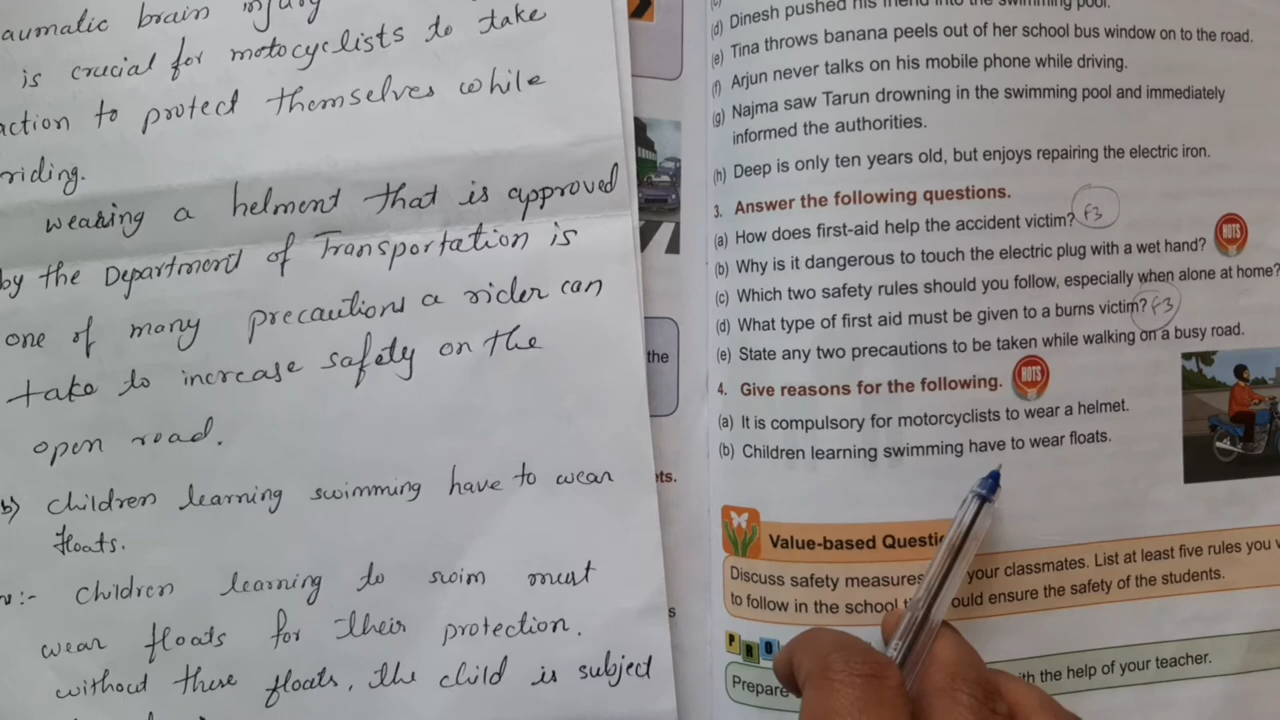 aumatic brain injury
is crucial for motocyclists to take
action to protect themselves while
riding.
wearing a helment that is approved
by the Department of Transportation is
one of many precautions a rider can
take to increase safety on the
open road.
b) children learning swimming have to wear
floats.
:- children learning to swim must
wear floats for their protection.
without these floats, the child is subject
(d) Dinesh pushed his friend into the swimming pool.
(e) Tina throws banana peels out of her school bus window on to the road.
(f) Arjun never talks on his mobile phone while driving.
(g) Najma saw Tarun drowning in the swimming pool and immediately
informed the authorities.
(h) Deep is only ten years old, but enjoys repairing the electric iron.
3. Answer the following questions.
(a) How does first-aid help the accident victim? F3
(b) Why is it dangerous to touch the electric plug with a wet hand? HOTS
(c) Which two safety rules should you follow, especially when alone at home?
(d) What type of first aid must be given to a burns victim? F3
(e) State any two precautions to be taken while walking on a busy road.
4. Give reasons for the following. HOTS
(a) It is compulsory for motorcyclists to wear a helmet.
(b) Children learning swimming have to wear floats.
the
ts.
s
Value-based Questi
Discuss safety measures your classmates. List at least five rules you
to follow in the school ould ensure the safety of the students.
P R O
Prepare th the help of your teacher.